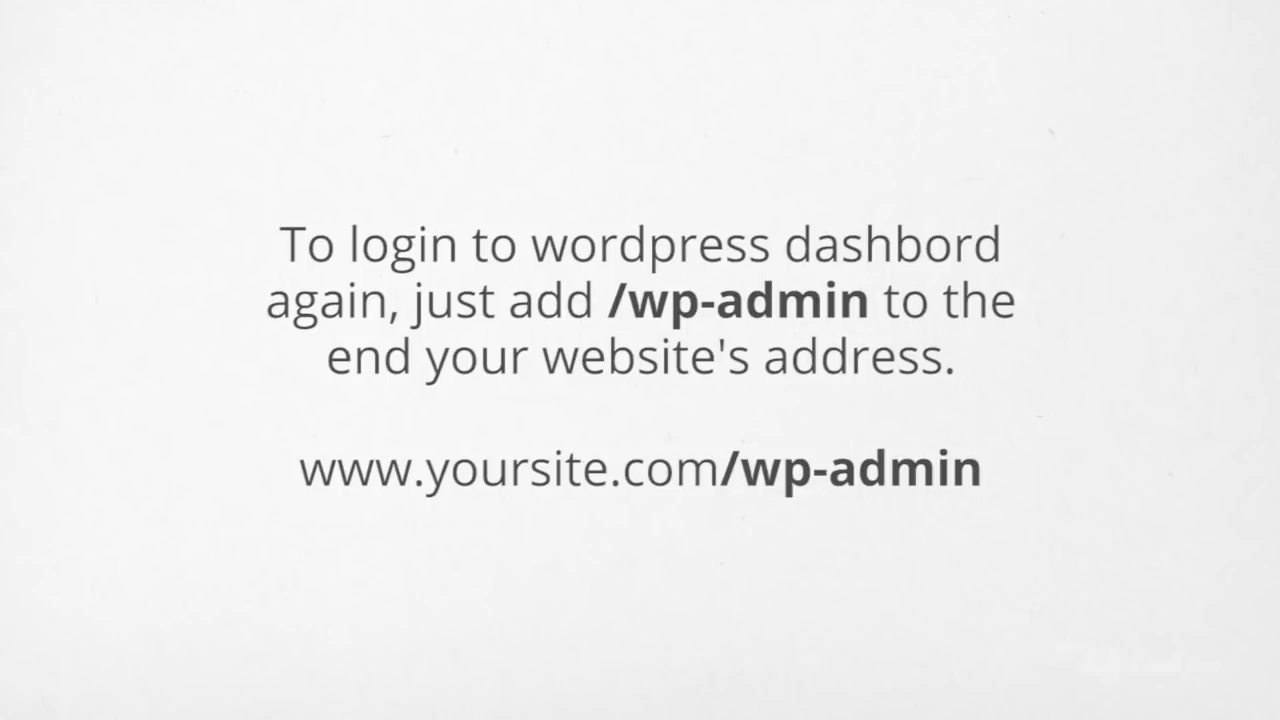 To login to wordpress dashbord
again, just add /wp-admin to the
end your website's address.
www.yoursite.com/wp-admin